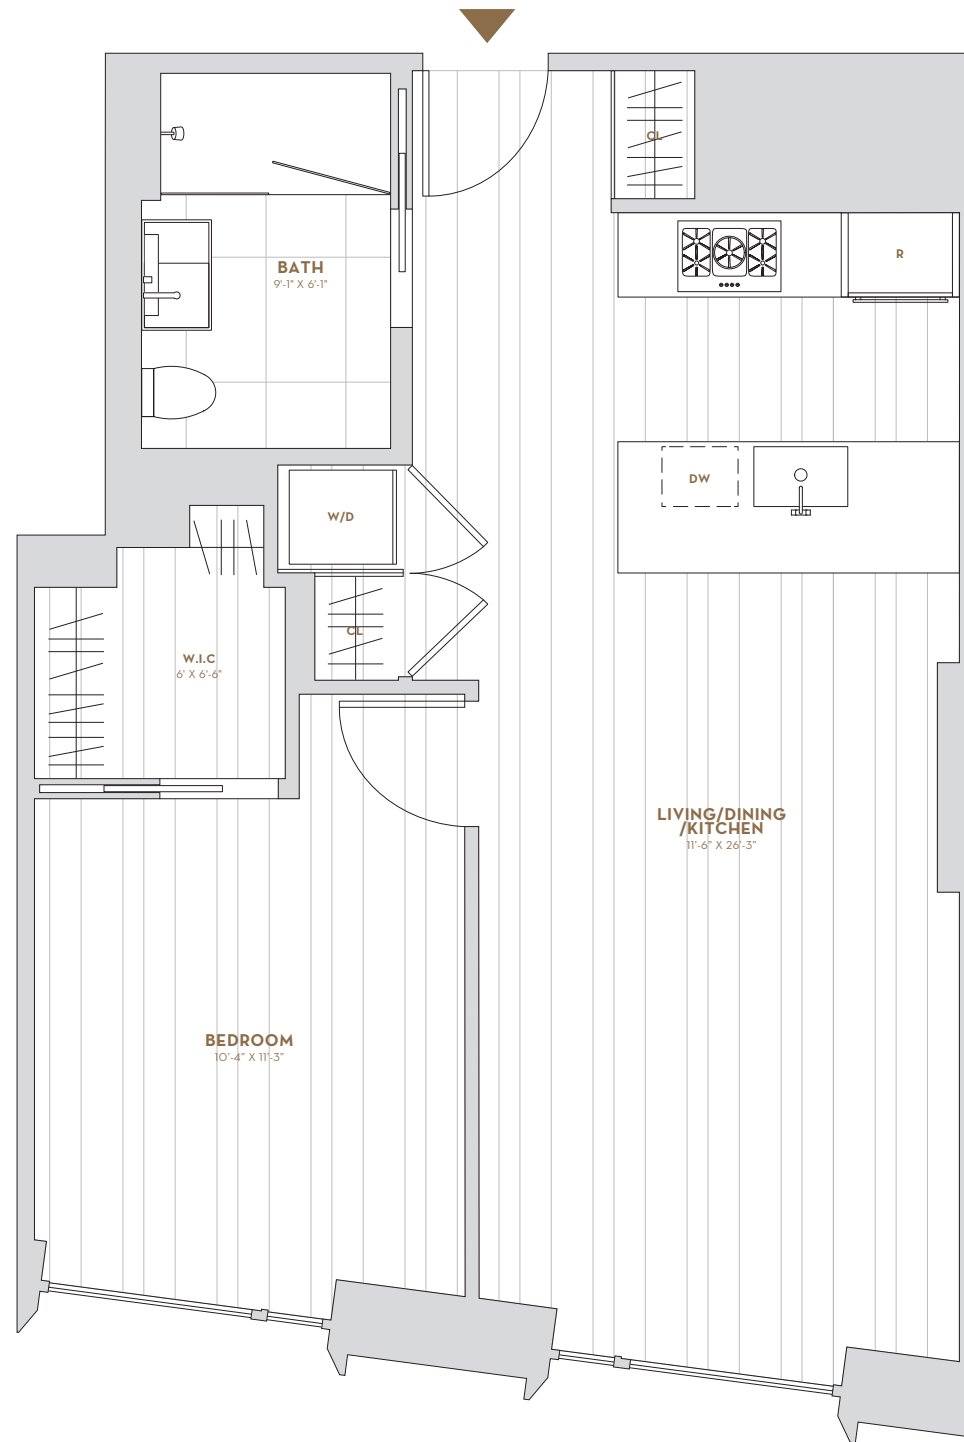 CL
R
BATH
9'-1" X 6'-1"
DW
W/D
CL
W.I.C
6' X 6'-6"
LIVING/DINING
/KITCHEN
11'-6" X 26'-3"
BEDROOM
10'-4" X 11'-3"